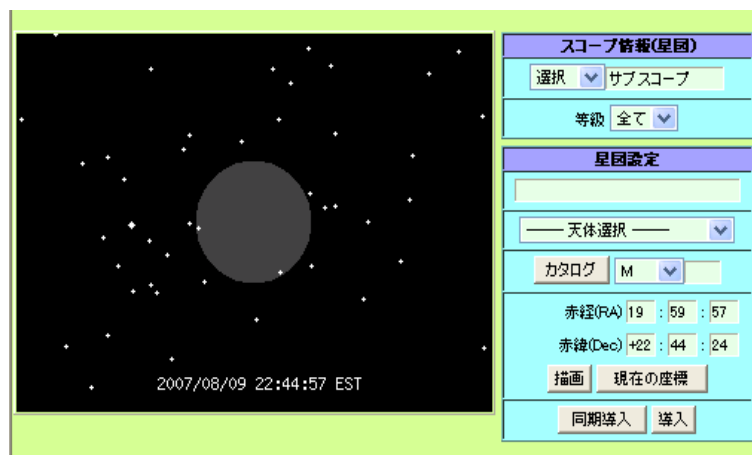 2007/08/09 22:44:57 EST
スコープ情報(星図)
選択 サブスコープ
等級 全て
星図設定
―― 天体選択 ――
カタログ M
赤経(RA) 19 : 59 : 57
赤緯(Dec) +22 : 44 : 24
描画 現在の座標
同期導入 導入